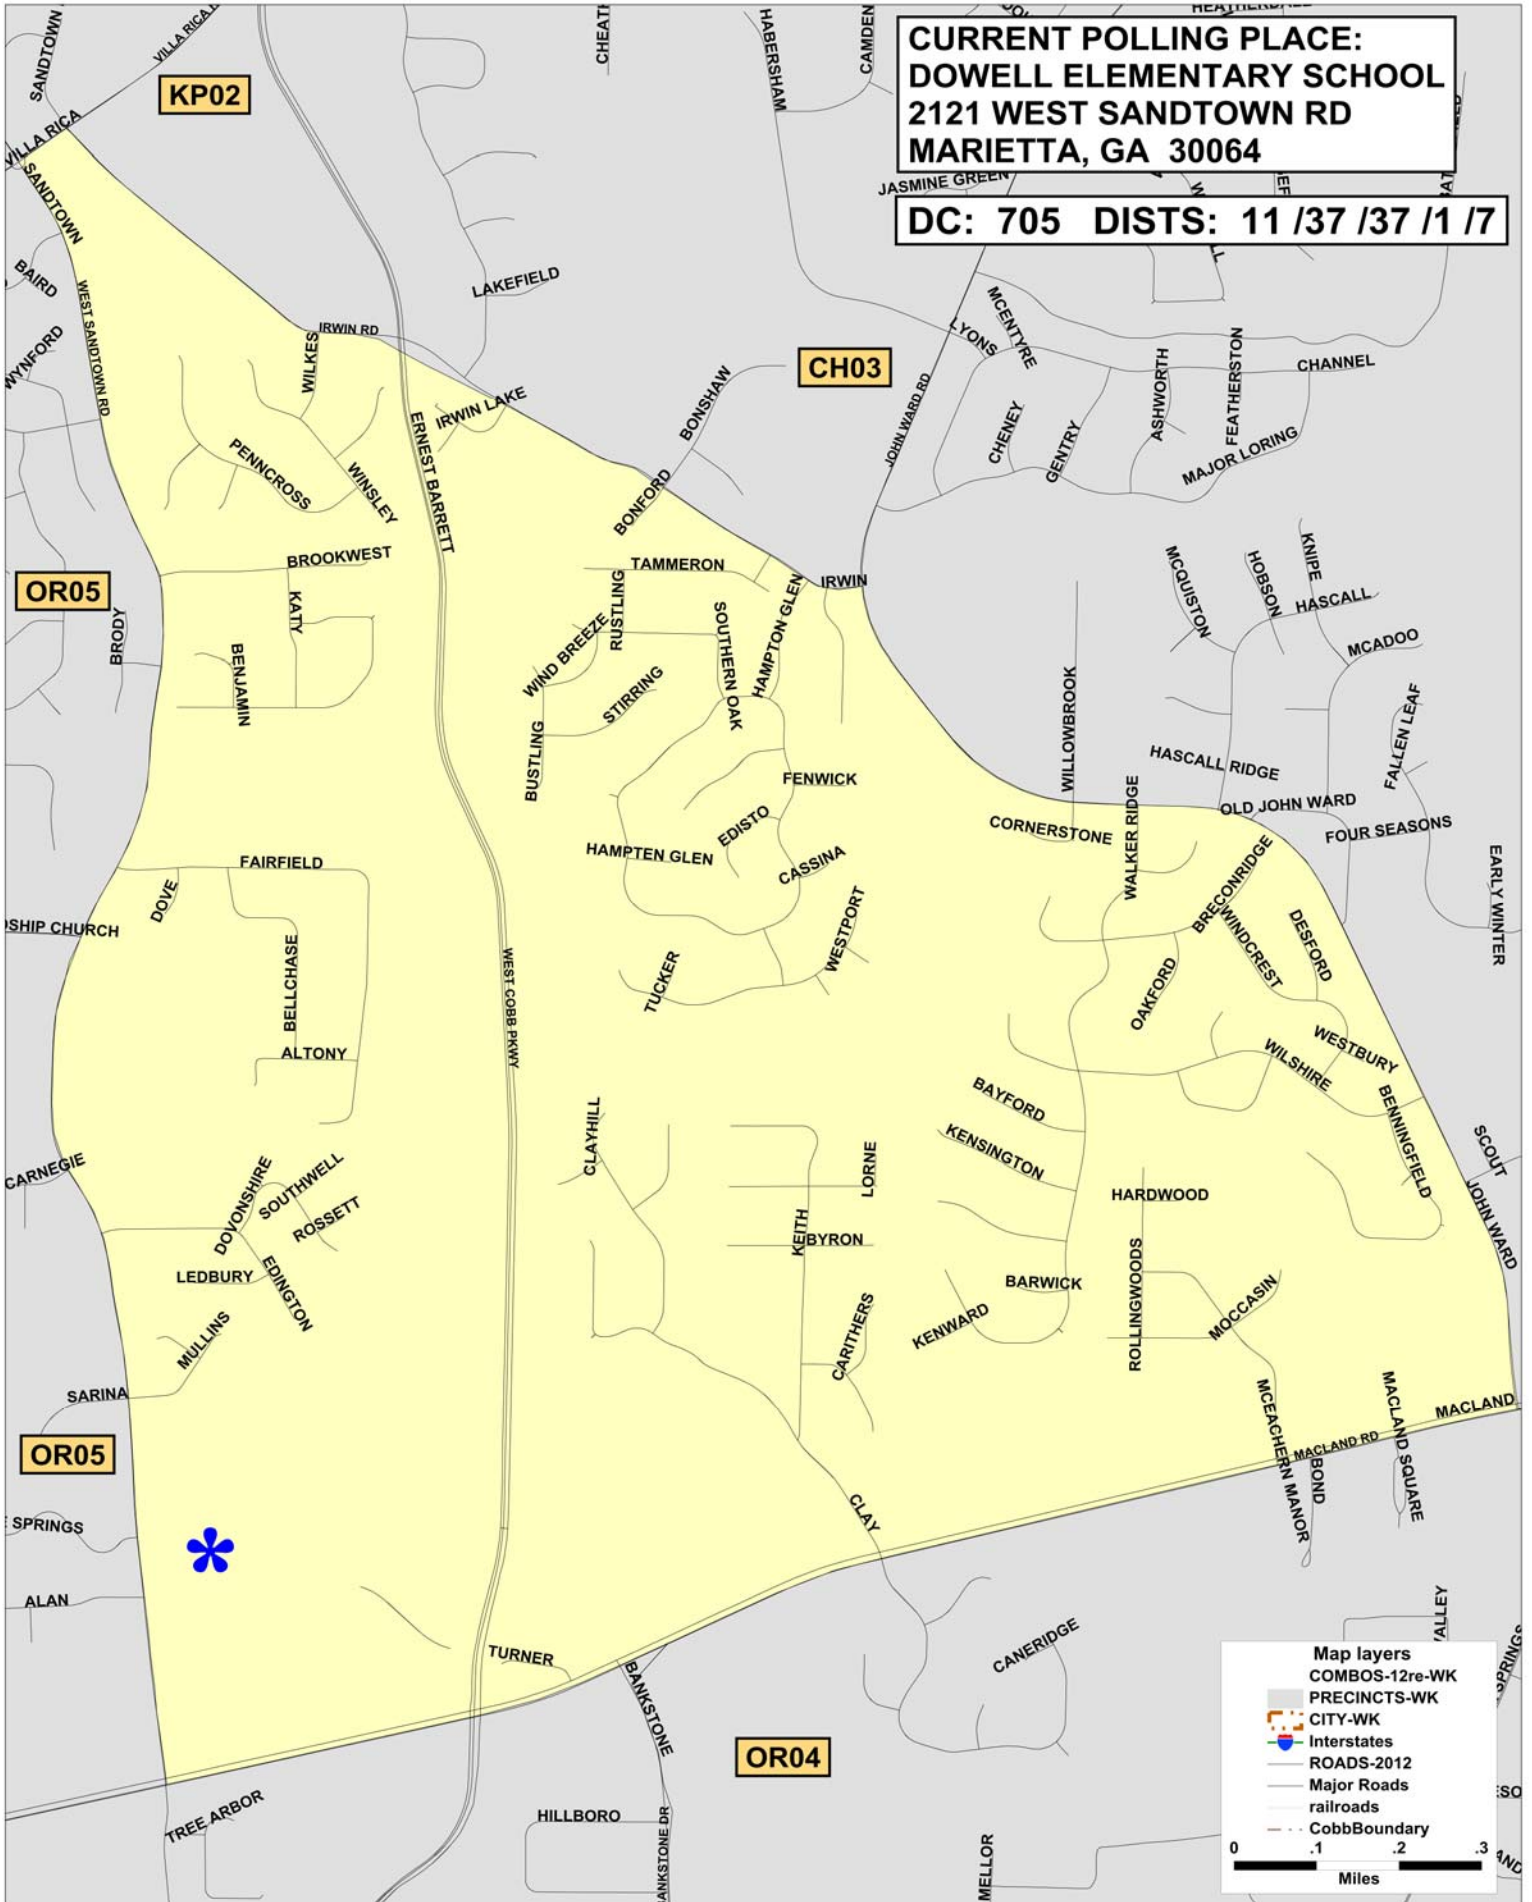 SANDTOWN
VILLA RICA
KP02
CHEAT
HABERSHAM
CAMDEN
HEATHERDALE
CURRENT POLLING PLACE:
DOWELL ELEMENTARY SCHOOL
2121 WEST SANDTOWN RD
MARIETTA, GA 30064
DC: 705 DISTS: 11 /37 /37 /1 /7
JASMINE GREEN
VILLA RICA
SANDTOWN
BAIRD
WEST SANDTOWN RD
WYNFORD
LAKEFIELD
IRWIN RD
WILKES
IRWIN LAKE
CH03
BONSHAW
JOHN WARD RD
LYONS
MCENTYRE
CHENEY
GENTRY
ASHWORTH
FEATHERSTON
CHANNEL
MAJOR LORING
PENNCROSS
WINSLEY
ERNEST BARRETT
BONFORD
BROOKWEST
TAMMERON
IRWIN
OR05
BRODY
KATY
BENJAMIN
RUSTLING
WIND BREEZE
STIRRING
BUSTLING
SOUTHERN OAK
HAMPTON GLEN
MCQUISTON
HOBSON
KNIPE
HASCALL
MCADOO
WILLOWBROOK
HASCALL RIDGE
FALLEN LEAF
FENWICK
EDISTO
CASSINA
HAMPTEN GLEN
CORNERSTONE
WALKER RIDGE
OLD JOHN WARD
FOUR SEASONS
EARLY WINTER
FAIRFIELD
DOVE
DSHIP CHURCH
BELLCHASE
ALTONY
WEST COBB PKWY
TUCKER
WESTPORT
BRECONRIDGE
WINDCREST
DESFORD
OAKFORD
WESTBURY
WILSHIRE
BENNINGFIELD
SCOUT
JOHN WARD
CARNEGIE
DOVONSHIRE
SOUTHWELL
ROSSETT
LEDBURY
EDINGTON
MULLINS
SARINA
CLAYHILL
KEITH
LORNE
BYRON
CARITHERS
BAYFORD
KENSINGTON
HARDWOOD
ROLLINGWOODS
BARWICK
KENWARD
MOCCASIN
MACLAND
MACLAND RD
MCEACHERN MANOR
BOND
MACLAND SQUARE
OR05
SPRINGS
ALAN
CLAY
TURNER
BANKSTONE
CANERIDGE
VALLEY
SPRINGS
OR04
TREE ARBOR
HILLBORO
ANKSTONE DR
MELLOR
Map layers
COMBOS-12re-WK
PRECINCTS-WK
CITY-WK
Interstates
ROADS-2012
Major Roads
railroads
CobbBoundary
0 .1 .2 .3
Miles